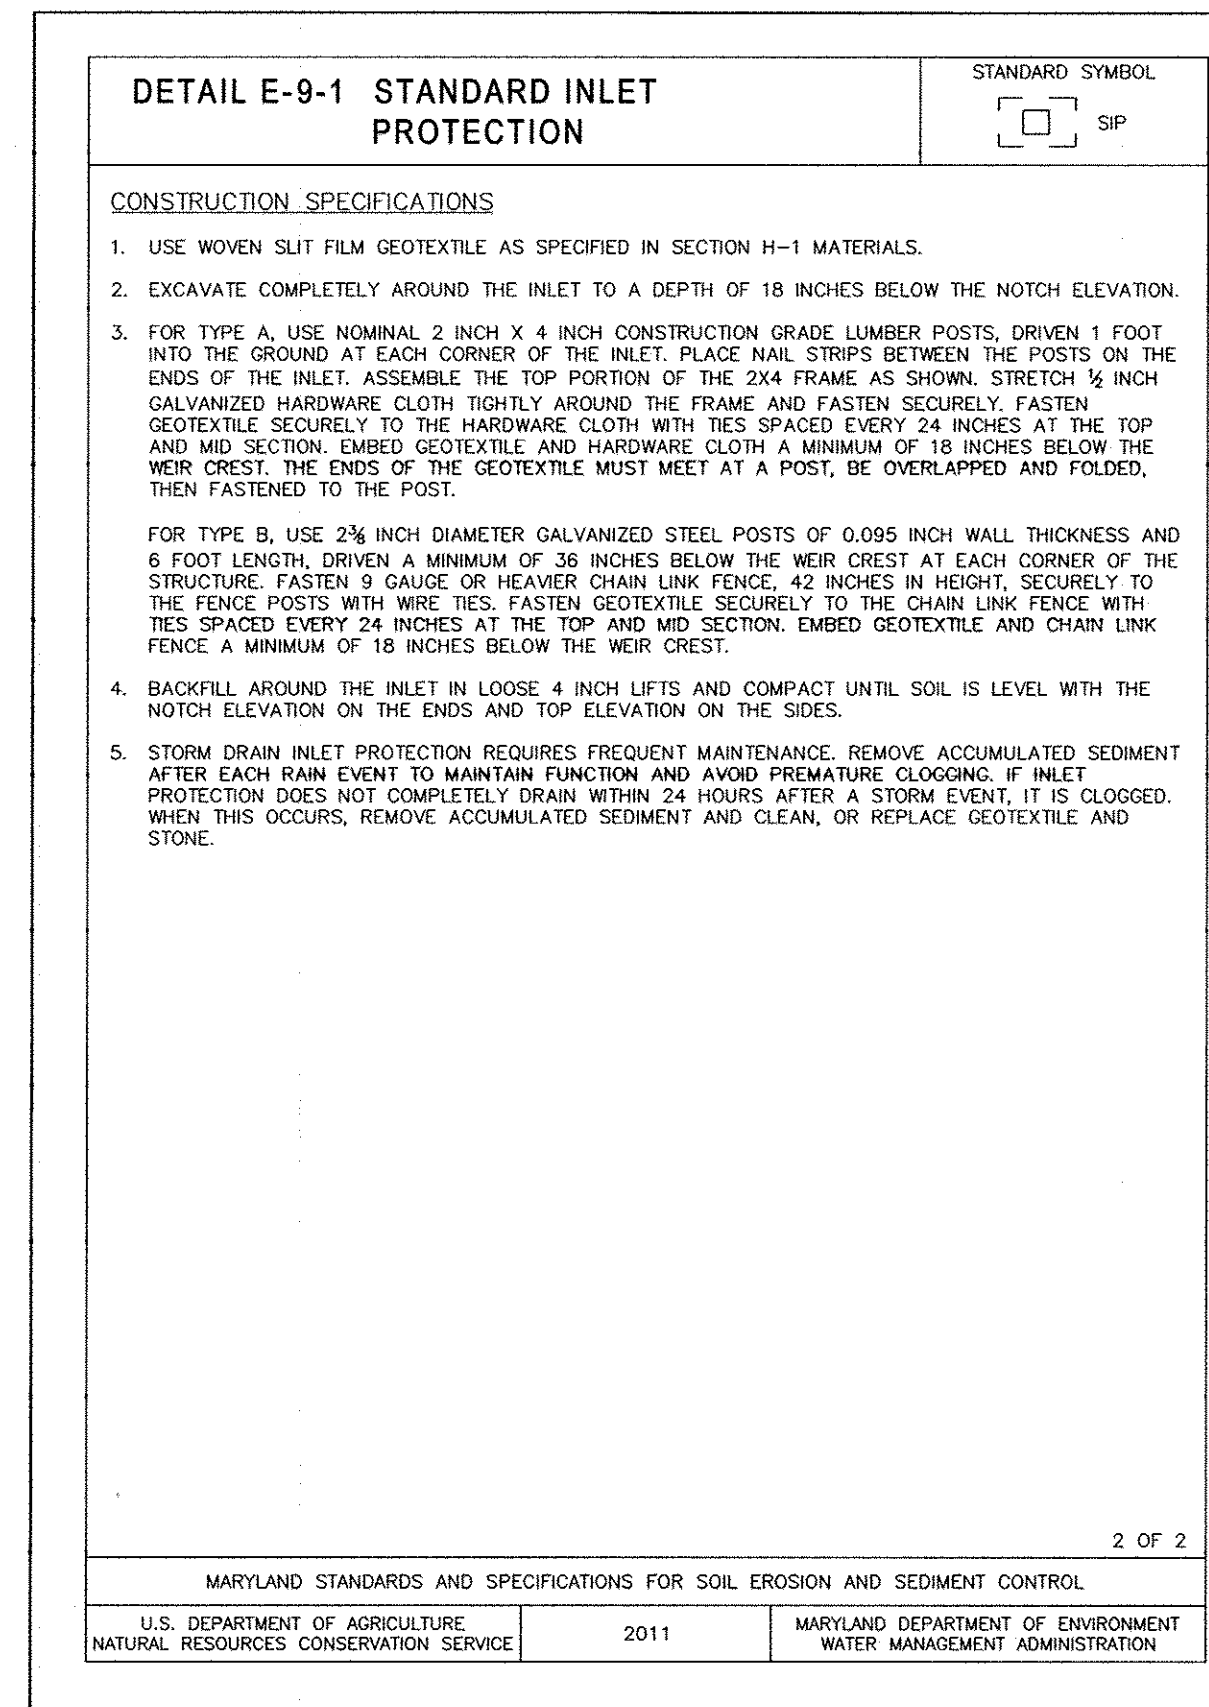 DETAIL E-9-1 STANDARD INLET
PROTECTION
STANDARD SYMBOL
SIP
CONSTRUCTION SPECIFICATIONS
1. USE WOVEN SLIT FILM GEOTEXTILE AS SPECIFIED IN SECTION H-1 MATERIALS.
2. EXCAVATE COMPLETELY AROUND THE INLET TO A DEPTH OF 18 INCHES BELOW THE NOTCH ELEVATION.
3. FOR TYPE A, USE NOMINAL 2 INCH X 4 INCH CONSTRUCTION GRADE LUMBER POSTS, DRIVEN 1 FOOT
INTO THE GROUND AT EACH CORNER OF THE INLET. PLACE NAIL STRIPS BETWEEN THE POSTS ON THE
ENDS OF THE INLET. ASSEMBLE THE TOP PORTION OF THE 2X4 FRAME AS SHOWN. STRETCH ½ INCH
GALVANIZED HARDWARE CLOTH TIGHTLY AROUND THE FRAME AND FASTEN SECURELY. FASTEN
GEOTEXTILE SECURELY TO THE HARDWARE CLOTH WITH TIES SPACED EVERY 24 INCHES AT THE TOP
AND MID SECTION. EMBED GEOTEXTILE AND HARDWARE CLOTH A MINIMUM OF 18 INCHES BELOW THE
WEIR CREST. THE ENDS OF THE GEOTEXTILE MUST MEET AT A POST, BE OVERLAPPED AND FOLDED,
THEN FASTENED TO THE POST.
FOR TYPE B, USE 2⅜ INCH DIAMETER GALVANIZED STEEL POSTS OF 0.095 INCH WALL THICKNESS AND
6 FOOT LENGTH, DRIVEN A MINIMUM OF 36 INCHES BELOW THE WEIR CREST AT EACH CORNER OF THE
STRUCTURE. FASTEN 9 GAUGE OR HEAVIER CHAIN LINK FENCE, 42 INCHES IN HEIGHT, SECURELY TO
THE FENCE POSTS WITH WIRE TIES. FASTEN GEOTEXTILE SECURELY TO THE CHAIN LINK FENCE WITH
TIES SPACED EVERY 24 INCHES AT THE TOP AND MID SECTION. EMBED GEOTEXTILE AND CHAIN LINK
FENCE A MINIMUM OF 18 INCHES BELOW THE WEIR CREST.
4. BACKFILL AROUND THE INLET IN LOOSE 4 INCH LIFTS AND COMPACT UNTIL SOIL IS LEVEL WITH THE
NOTCH ELEVATION ON THE ENDS AND TOP ELEVATION ON THE SIDES.
5. STORM DRAIN INLET PROTECTION REQUIRES FREQUENT MAINTENANCE. REMOVE ACCUMULATED SEDIMENT
AFTER EACH RAIN EVENT TO MAINTAIN FUNCTION AND AVOID PREMATURE CLOGGING. IF INLET
PROTECTION DOES NOT COMPLETELY DRAIN WITHIN 24 HOURS AFTER A STORM EVENT, IT IS CLOGGED.
WHEN THIS OCCURS, REMOVE ACCUMULATED SEDIMENT AND CLEAN, OR REPLACE GEOTEXTILE AND
STONE.
2 OF 2
MARYLAND STANDARDS AND SPECIFICATIONS FOR SOIL EROSION AND SEDIMENT CONTROL
U.S. DEPARTMENT OF AGRICULTURE
NATURAL RESOURCES CONSERVATION SERVICE
2011
MARYLAND DEPARTMENT OF ENVIRONMENT
WATER MANAGEMENT ADMINISTRATION